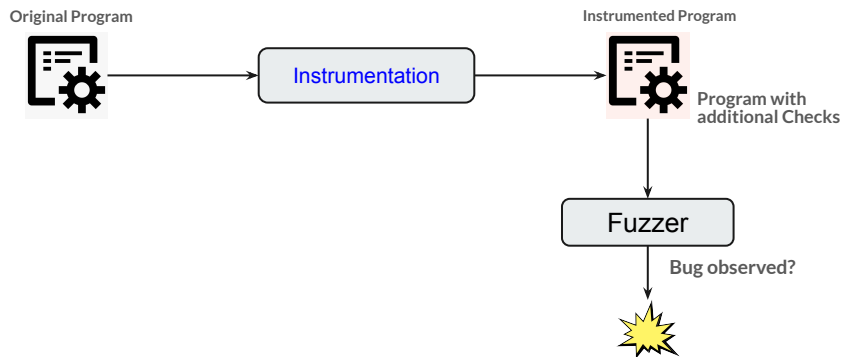 Original Program
Instrumented Program
Instrumentation
Program with
additional Checks
Fuzzer
Bug observed?